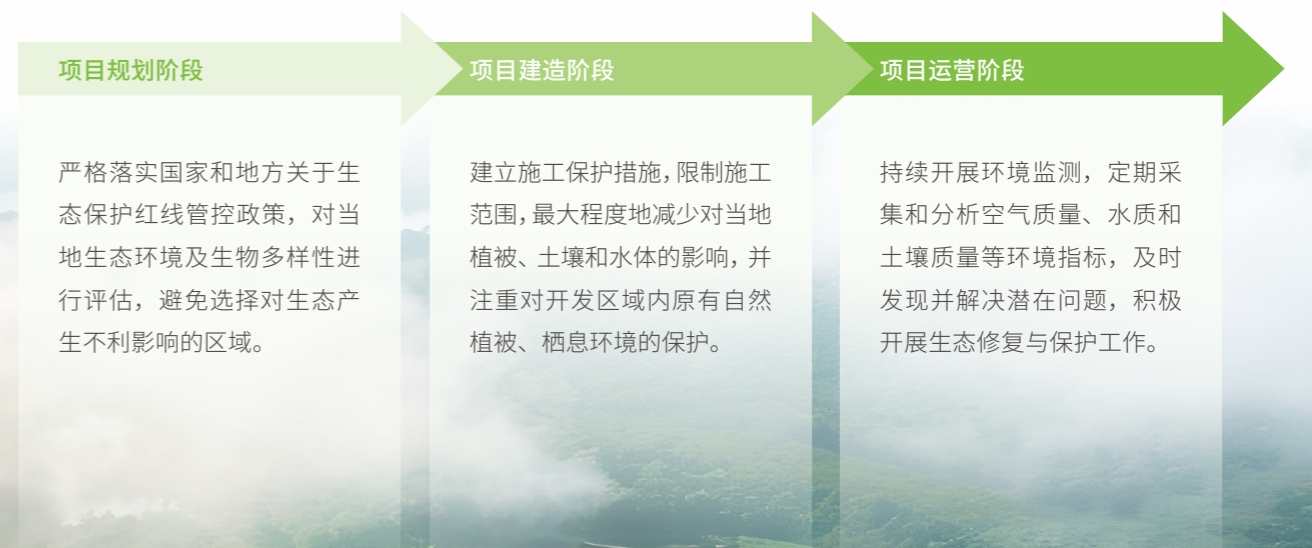 项目规划阶段
严格落实国家和地方关于生
态保护红线管控政策，对当
地生态环境及生物多样性进
行评估，避免选择对生态产
生不利影响的区域。
项目建造阶段
建立施工保护措施，限制施工
范围，最大程度地减少对当地
植被、土壤和水体的影响，并
注重对开发区域内原有自然
植被、栖息环境的保护。
项目运营阶段
持续开展环境监测，定期采
集和分析空气质量、水质和
土壤质量等环境指标，及时
发现并解决潜在问题，积极
开展生态修复与保护工作。